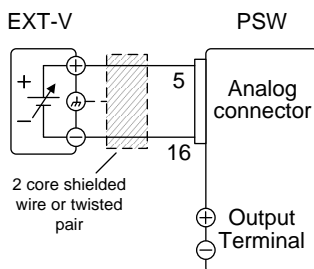 EXT-V
PSW
5
Analog
connector
16
2 core shielded
wire or twisted
pair
Output
Terminal